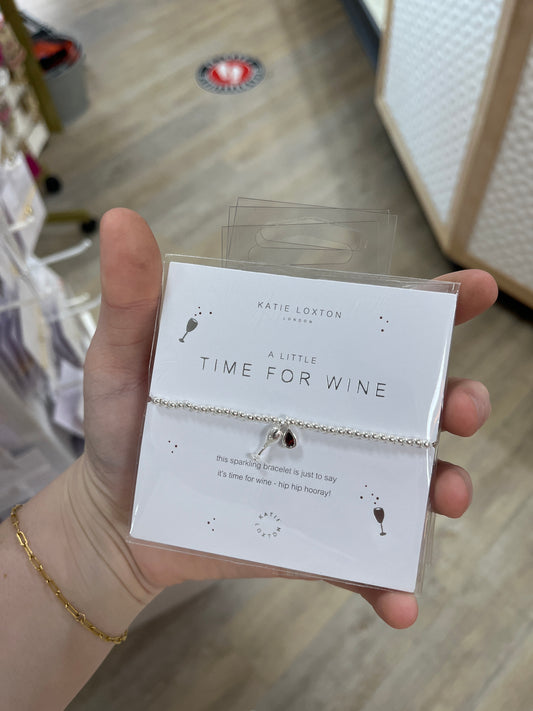 KATIE LOXTON
LONDON
A LITTLE
TIME FOR WINE
this sparkling bracelet is just to say
it's time for wine - hip hip hooray!
KATIE LOXTON